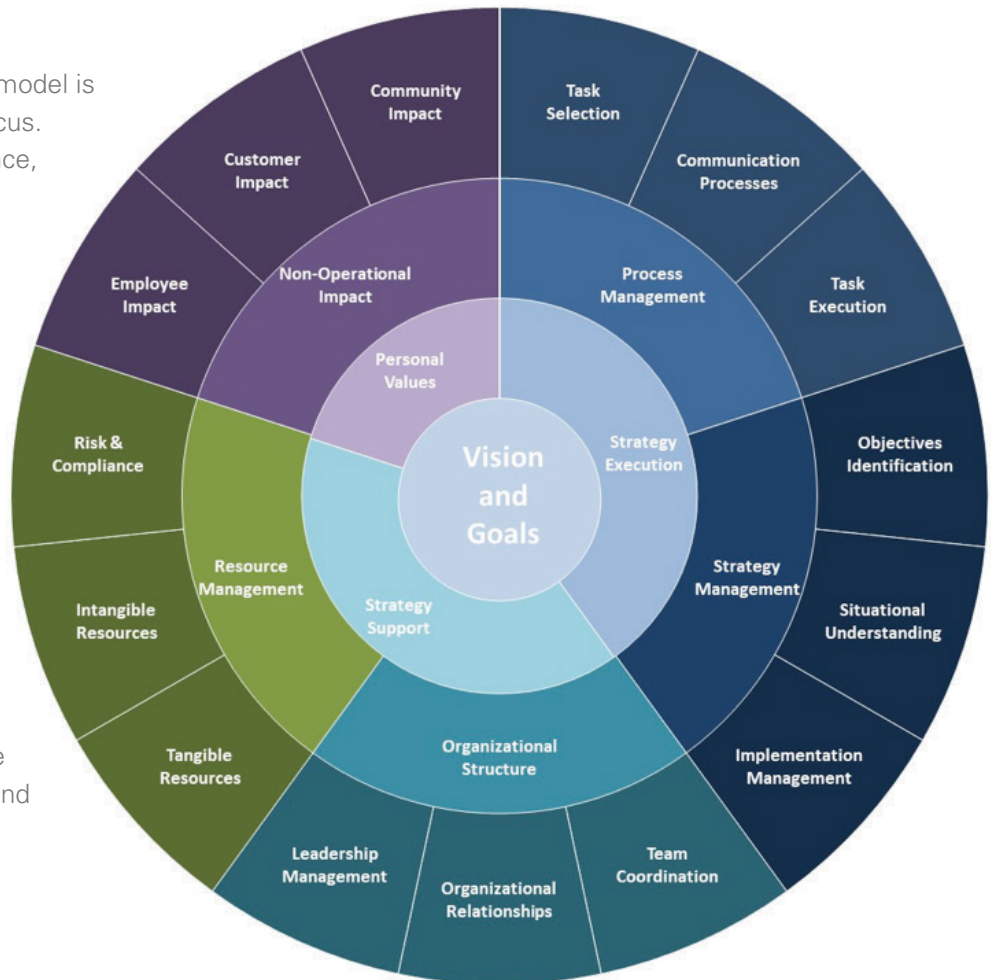 model is
cus.
nce,
e
nd
Community
Impact
Task
Selection
Customer
Impact
Communication
Processes
Employee
Impact
Non-Operational
Impact
Process
Management
Task
Execution
Personal
Values
Risk &
Compliance
Vision
and
Goals
Strategy
Execution
Objectives
Identification
Intangible
Resources
Resource
Management
Strategy
Support
Strategy
Management
Situational
Understanding
Tangible
Resources
Organizational
Structure
Implementation
Management
Leadership
Management
Organizational
Relationships
Team
Coordination